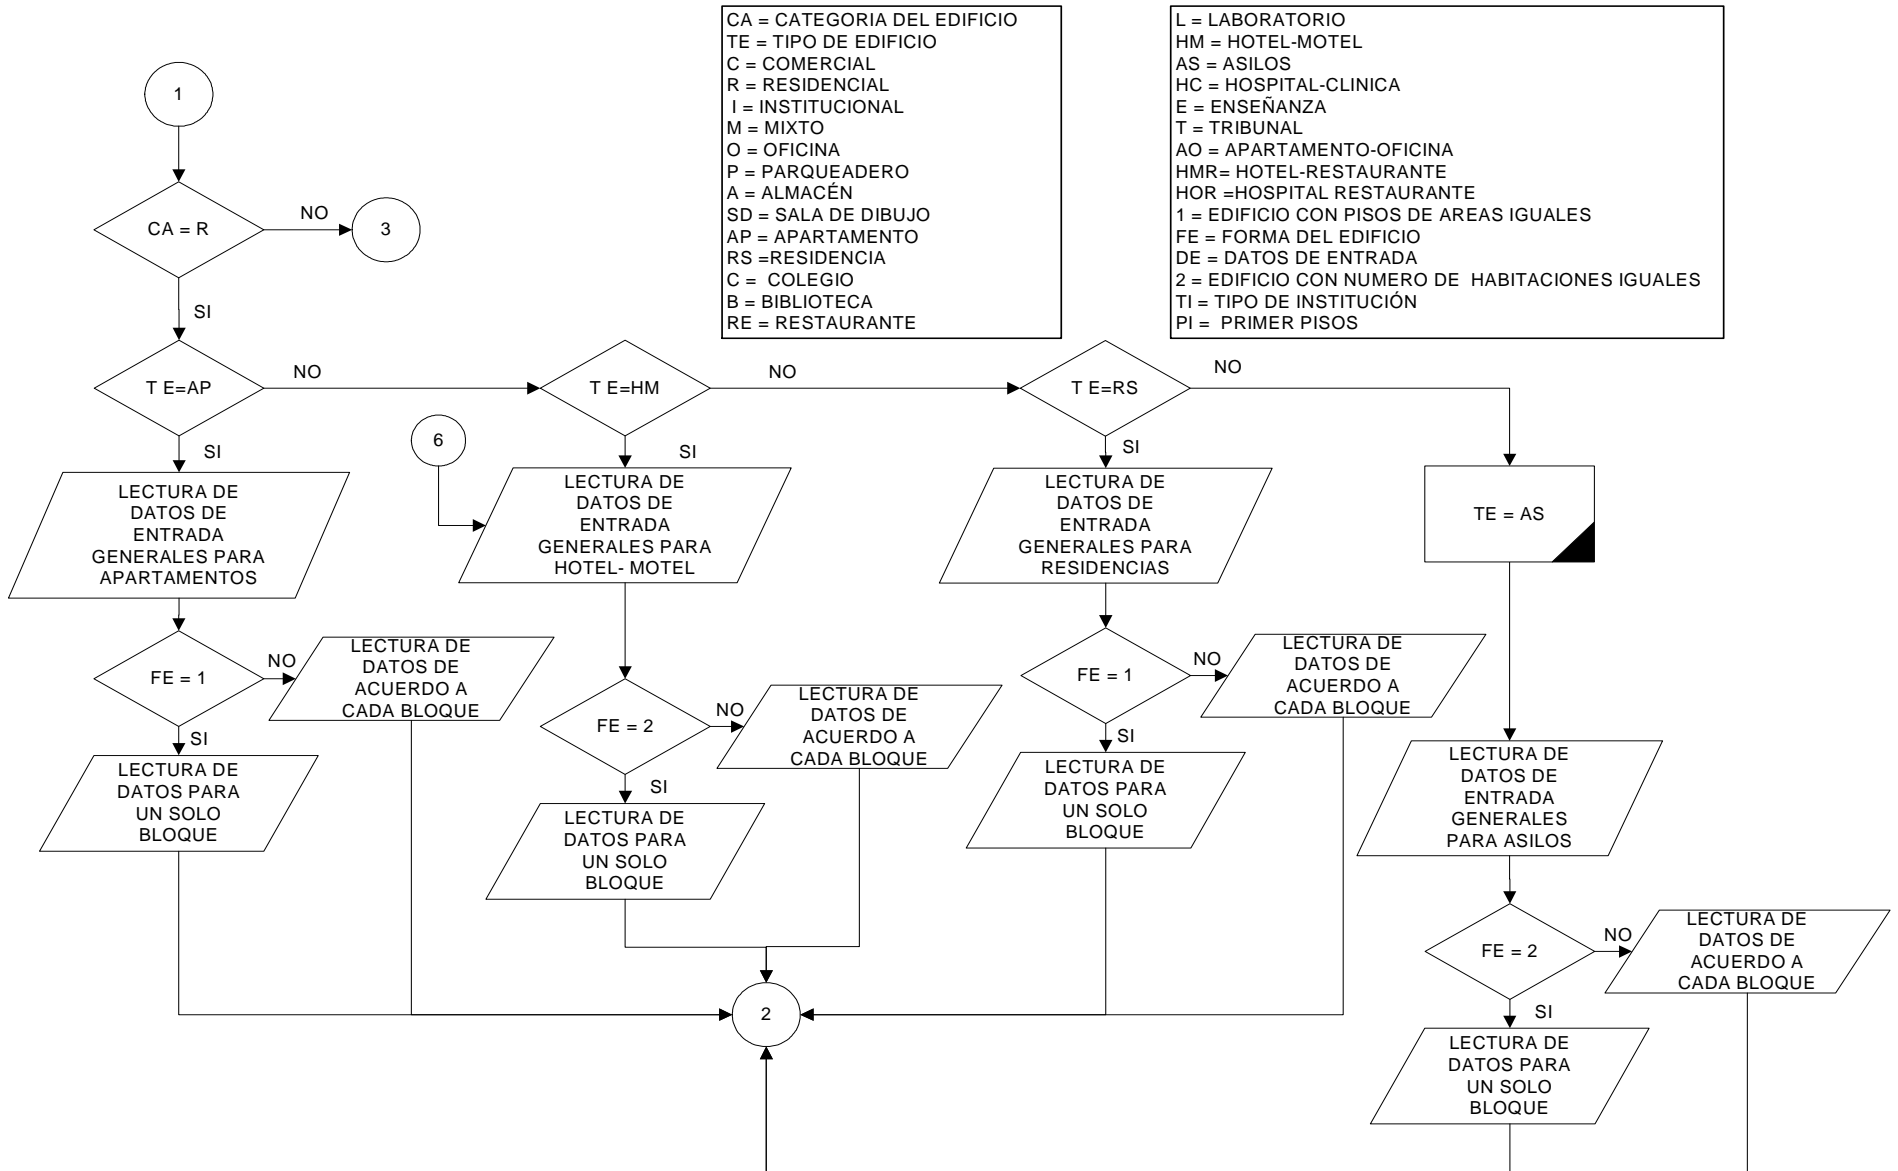 CA = CATEGORIA DEL EDIFICIO
TE = TIPO DE EDIFICIO
C = COMERCIAL
R = RESIDENCIAL
I = INSTITUCIONAL
M = MIXTO
O = OFICINA
P = PARQUEADERO
A = ALMACÉN
SD = SALA DE DIBUJO
AP = APARTAMENTO
RS =RESIDENCIA
C = COLEGIO
B = BIBLIOTECA
RE = RESTAURANTE
L = LABORATORIO
HM = HOTEL-MOTEL
AS = ASILOS
HC = HOSPITAL-CLINICA
E = ENSEÑANZA
T = TRIBUNAL
AO = APARTAMENTO-OFICINA
HMR= HOTEL-RESTAURANTE
HOR =HOSPITAL RESTAURANTE
1 = EDIFICIO CON PISOS DE AREAS IGUALES
FE = FORMA DEL EDIFICIO
DE = DATOS DE ENTRADA
2 = EDIFICIO CON NUMERO DE HABITACIONES IGUALES
TI = TIPO DE INSTITUCIÓN
PI = PRIMER PISOS
1
CA = R
NO
3
SI
T E=AP
NO
T E=HM
NO
T E=RS
NO
SI
LECTURA DE
DATOS DE
ENTRADA
GENERALES PARA
APARTAMENTOS
FE = 1
NO
LECTURA DE
DATOS DE
ACUERDO A
CADA BLOQUE
SI
LECTURA DE
DATOS PARA
UN SOLO
BLOQUE
6
SI
LECTURA DE
DATOS DE
ENTRADA
GENERALES PARA
HOTEL- MOTEL
FE = 2
NO
LECTURA DE
DATOS DE
ACUERDO A
CADA BLOQUE
SI
LECTURA DE
DATOS PARA
UN SOLO
BLOQUE
SI
LECTURA DE
DATOS DE
ENTRADA
GENERALES PARA
RESIDENCIAS
FE = 1
NO
LECTURA DE
DATOS DE
ACUERDO A
CADA BLOQUE
SI
LECTURA DE
DATOS PARA
UN SOLO
BLOQUE
TE = AS
LECTURA DE
DATOS DE
ENTRADA
GENERALES
PARA ASILOS
FE = 2
NO
LECTURA DE
DATOS DE
ACUERDO A
CADA BLOQUE
SI
LECTURA DE
DATOS PARA
UN SOLO
BLOQUE
2